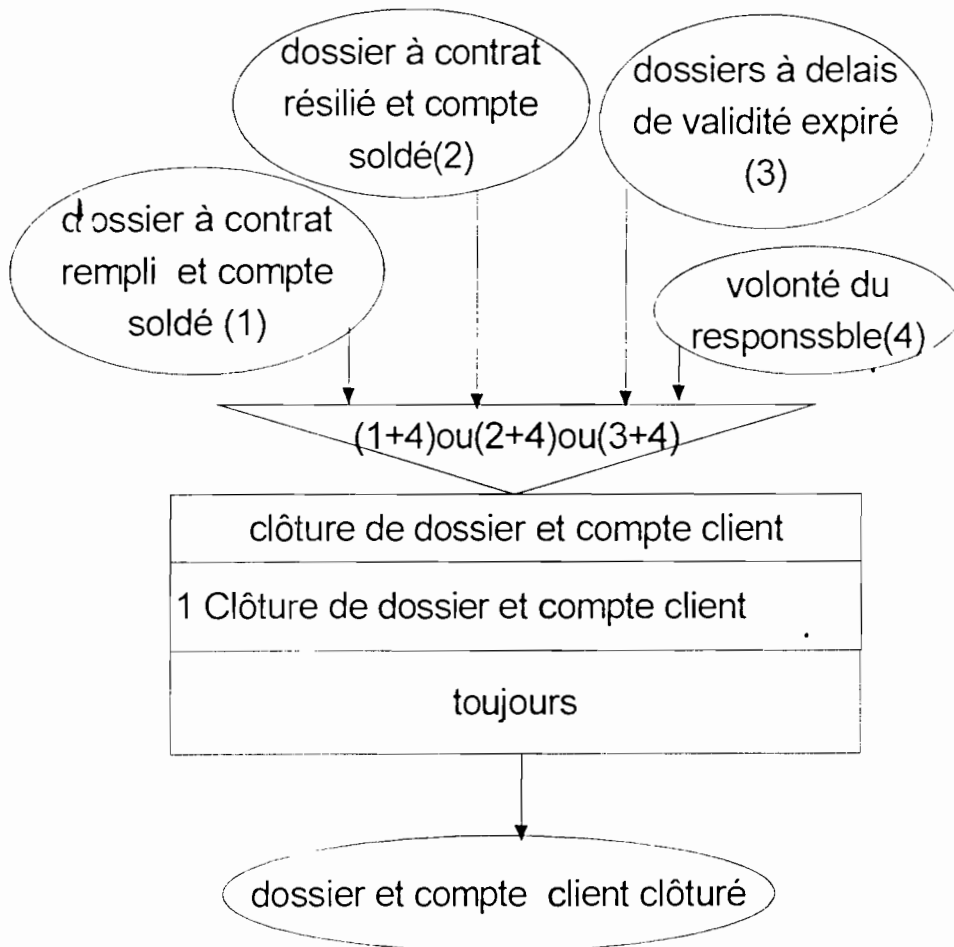 dossier à contrat
résilié et compte
soldé(2)
dossiers à delais
de validité expiré
(3)
dossier à contrat
rempli et compte
soldé (1)
volonté du
responssble(4)
(1+4)ou(2+4)ou(3+4)
clôture de dossier et compte client
1 Clôture de dossier et compte client
toujours
dossier et compte client clôturé